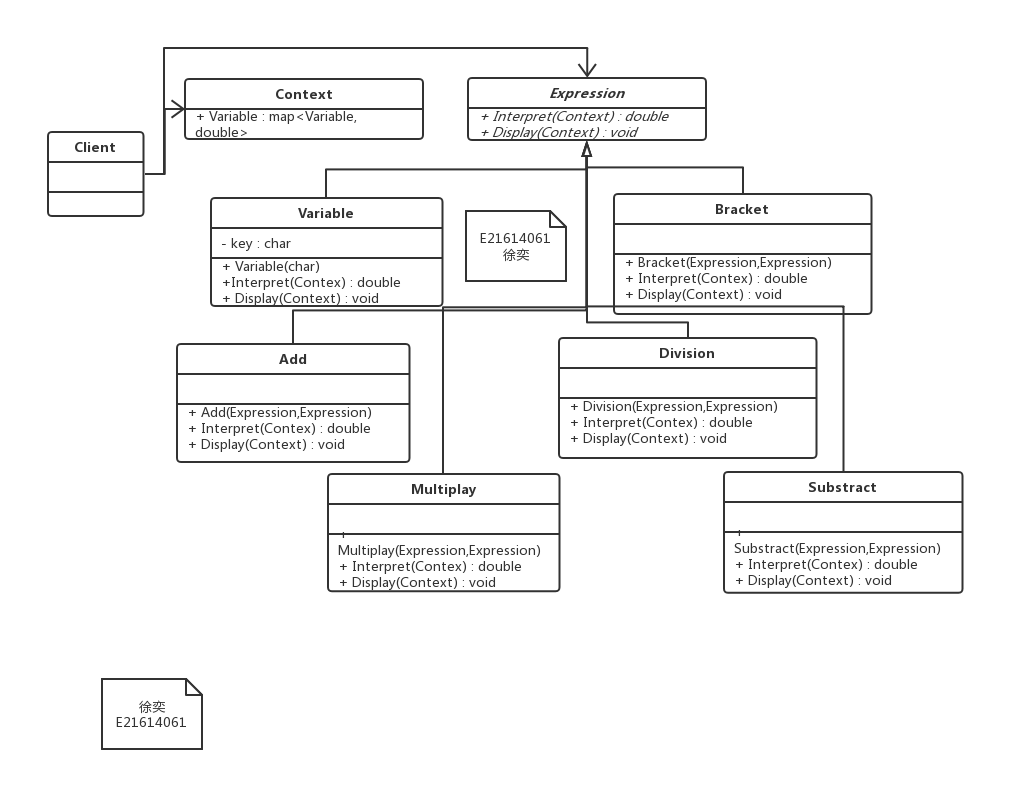 Context
+ Variable : map<Variable,
double>
Expression
+ Interpret(Context) : double
+ Display(Context) : void
Client
Variable
- key : char
+ Variable(char)
+Interpret(Contex) : double
+ Display(Context) : void
E21614061
徐奕
Bracket
+ Bracket(Expression,Expression)
+ Interpret(Contex) : double
+ Display(Context) : void
Add
+ Add(Expression,Expression)
+ Interpret(Contex) : double
+ Display(Context) : void
Division
+ Division(Expression,Expression)
+ Interpret(Contex) : double
+ Display(Context) : void
Multiplay
+
Multiplay(Expression,Expression)
+ Interpret(Contex) : double
+ Display(Context) : void
Substract
+
Substract(Expression,Expression)
+ Interpret(Contex) : double
+ Display(Context) : void
徐奕
E21614061